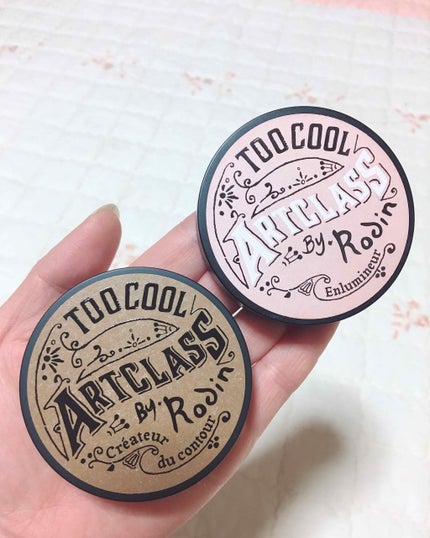 TOO COOL
ARTCLASS
By. Rodin
Enlumineur
TOO COOL
ARTCLASS
By Rodin
Créateur
du contour